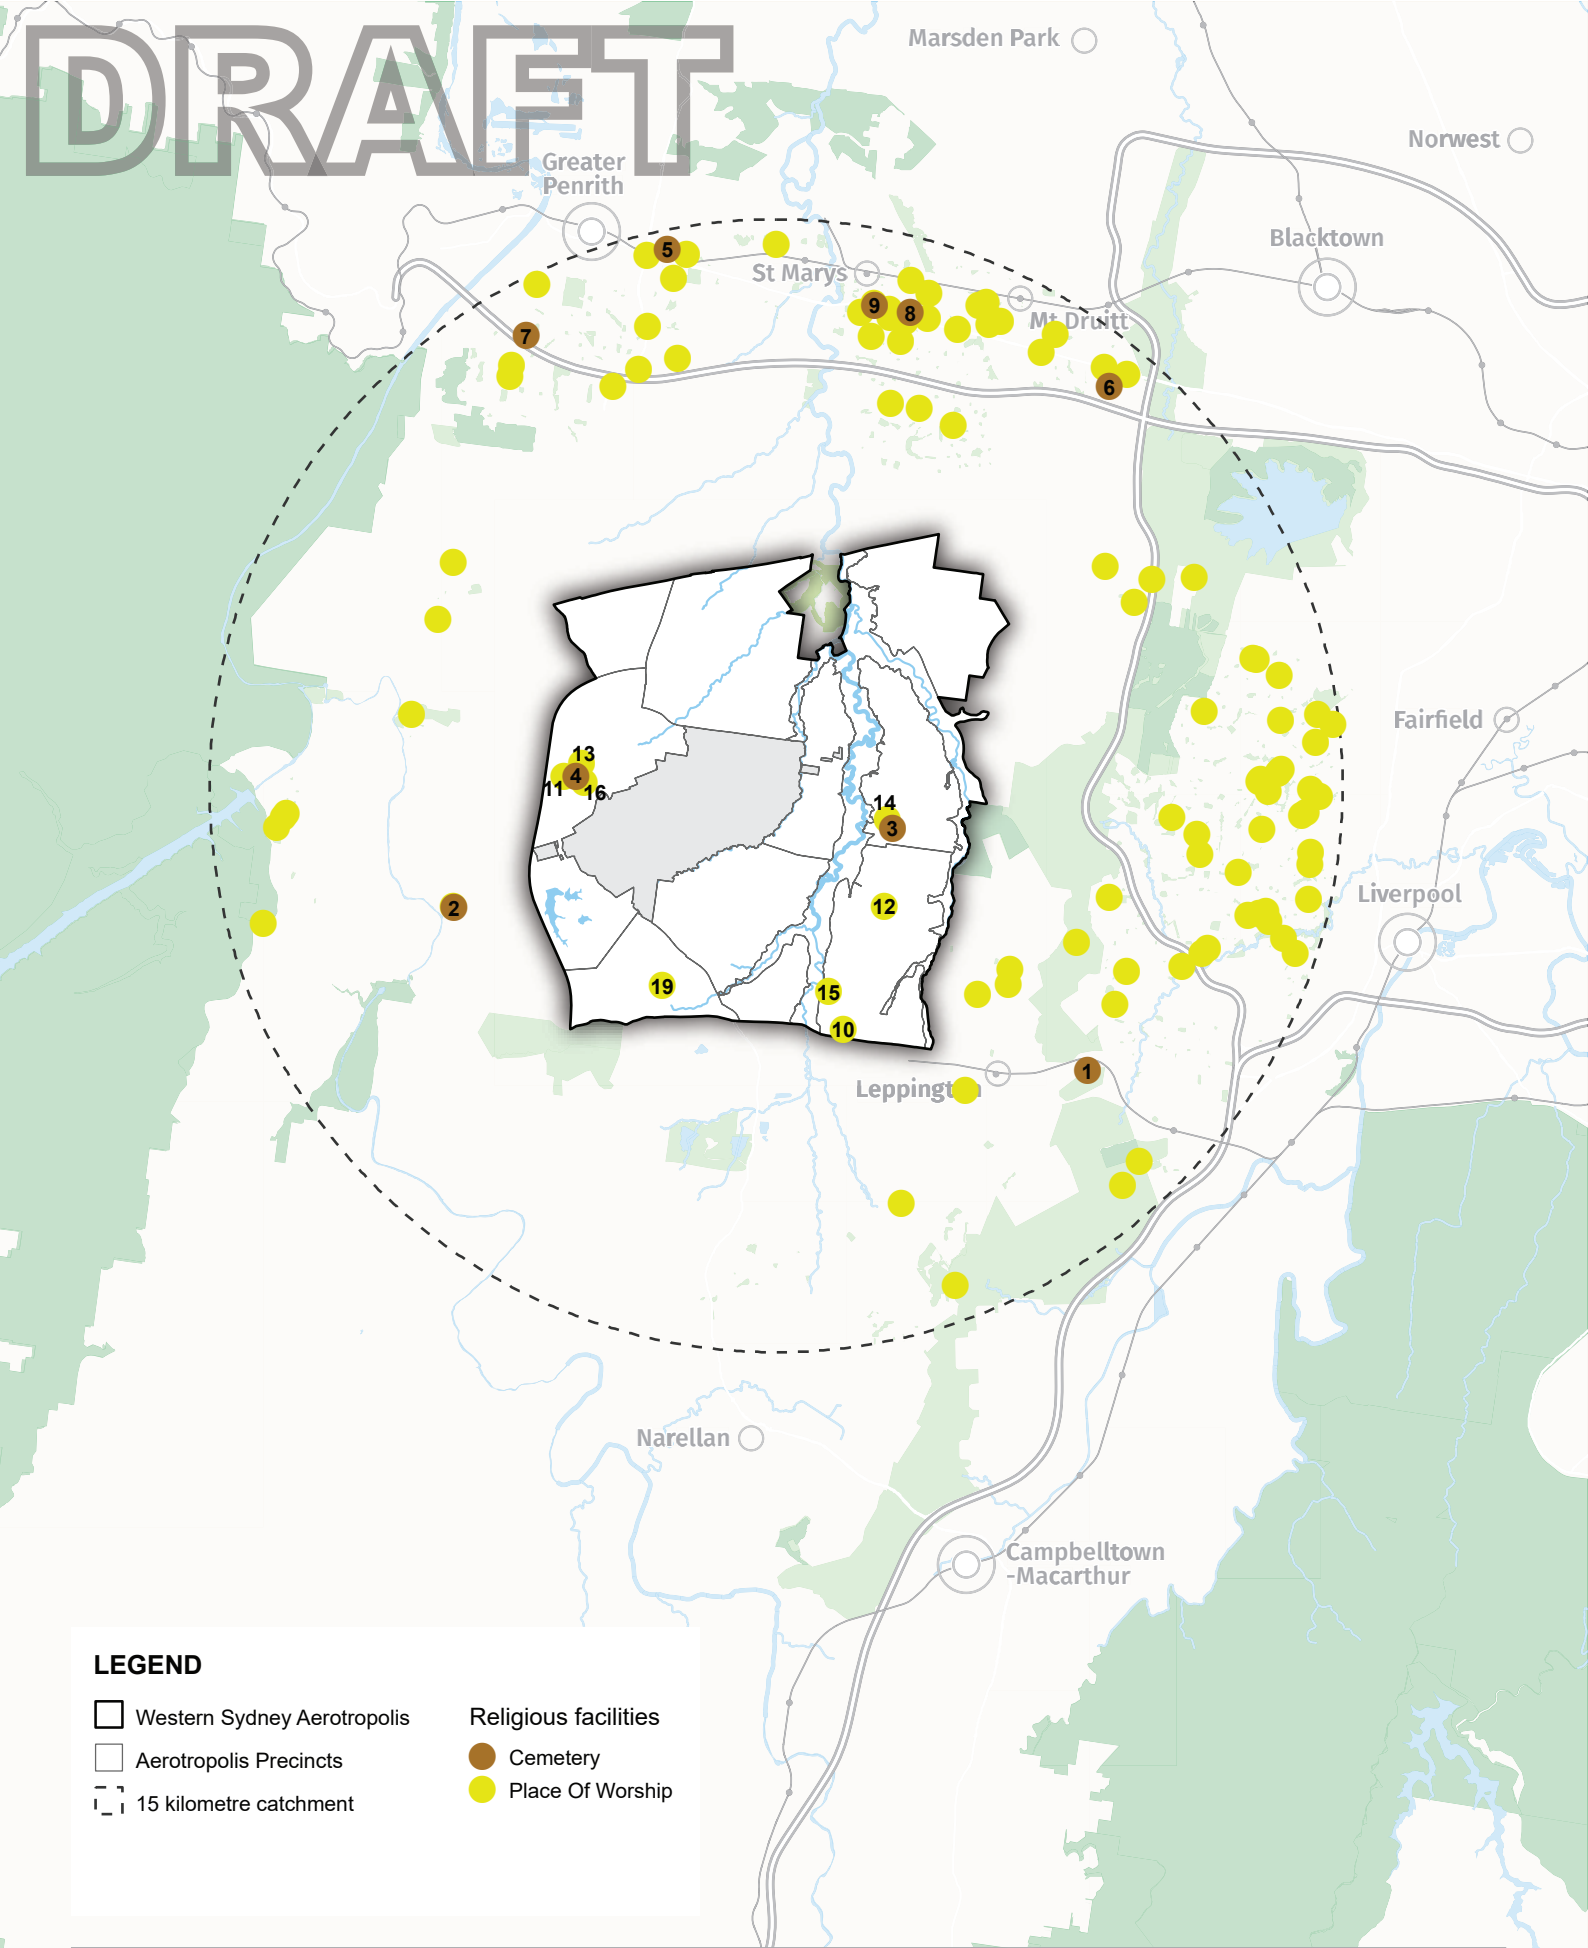 DRAFT
Marsden Park
Norwest
Greater
Penrith
Blacktown
5
St Marys
9
8
Mt Druitt
7
6
Fairfield
13
4
11
16
14
3
Liverpool
2
12
19
15
10
1
Leppington
Narellan
Campbelltown
-Macarthur
LEGEND
Western Sydney Aerotropolis
Aerotropolis Precincts
15 kilometre catchment
Religious facilities
Cemetery
Place Of Worship